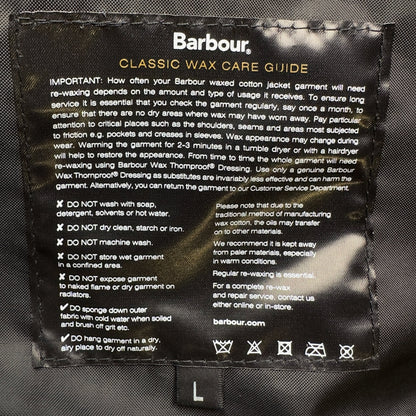 Barbour®
CLASSIC WAX CARE GUIDE
IMPORTANT: How often your Barbour waxed cotton jacket garment will need
re-waxing depends on the amount and type of usage it receives. To ensure long
service it is essential that you check the garment regularly, say once a month, to
ensure that there are no dry areas where wax may have worn away. Pay particular
attention to critical places such as the shoulders, seams and areas most subjected
to friction e.g. pockets and creases in sleeves. Wax appearance may change during
wear. Warming the garment for 2-3 minutes in a tumble dryer or with a hairdryer
will help to restore the appearance. From time to time the whole garment will need
re-waxing using Barbour Wax Thornproof® Dressing. Use only a genuine Barbour
Wax Thornproof® Dressing as substitutes are invariably less effective and can harm the
garment. Alternatively, you can return the garment to our Customer Service Department.
✗ DO NOT wash with soap,
detergent, solvents or hot water.
✗ DO NOT dry clean, starch or iron.
✗ DO NOT machine wash.
✗ DO NOT store wet garment
in a confined area.
✗ DO NOT expose garment
to naked flame or dry garment on
radiators.
✓ DO sponge down outer
fabric with cold water when soiled
and brush off grit etc.
✓ DO hang garment in a dry,
airy place to dry off naturally.
Please note that due to the
traditional method of manufacturing
wax cotton, the oils may transfer
on to other materials.
We recommend it is kept away
from paler materials, especially
in warm conditions.
Regular re-waxing is essential.
For a complete re-wax
and repair service, contact us
either online or in-store.
barbour.com
L